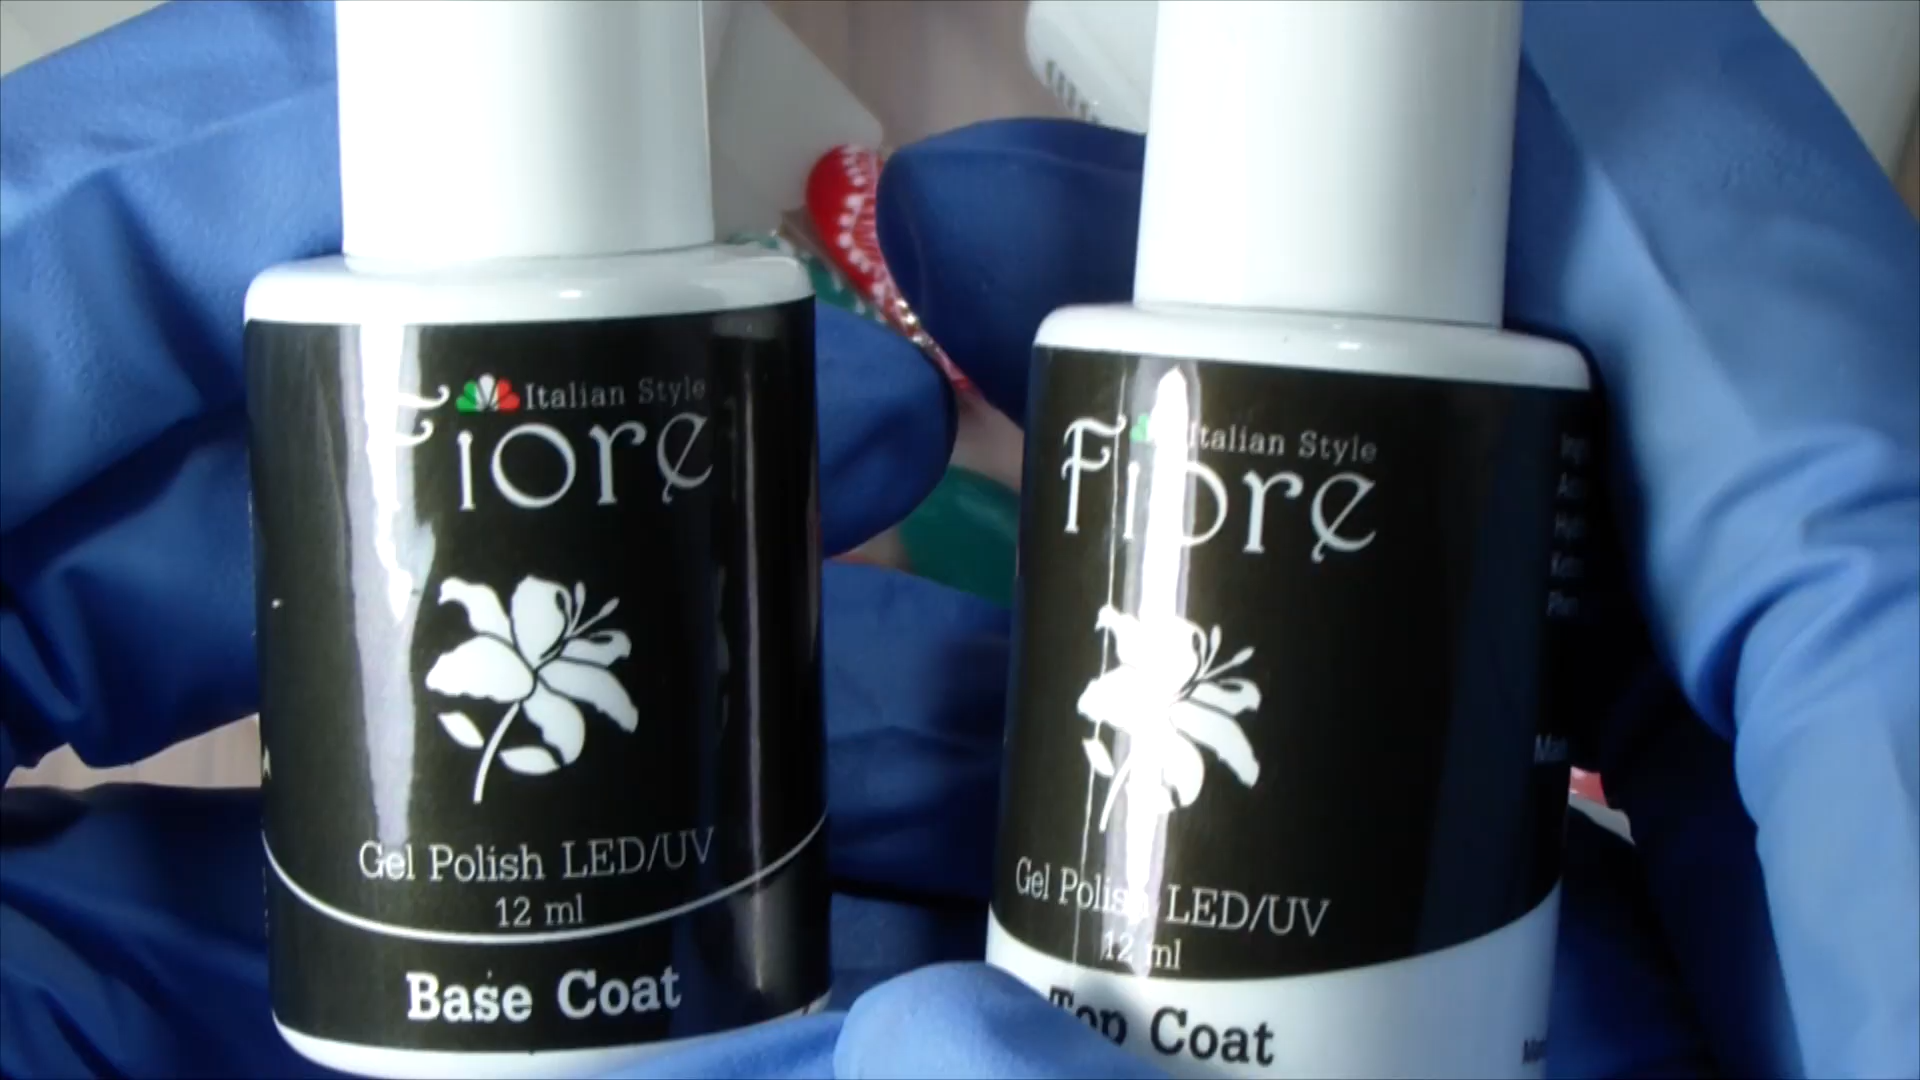 Italian Style
Fiore
Gel Polish LED/UV
12 ml
Base Coat
Italian Style
Fiore
Gel Polish LED/UV
12 ml
Top Coat